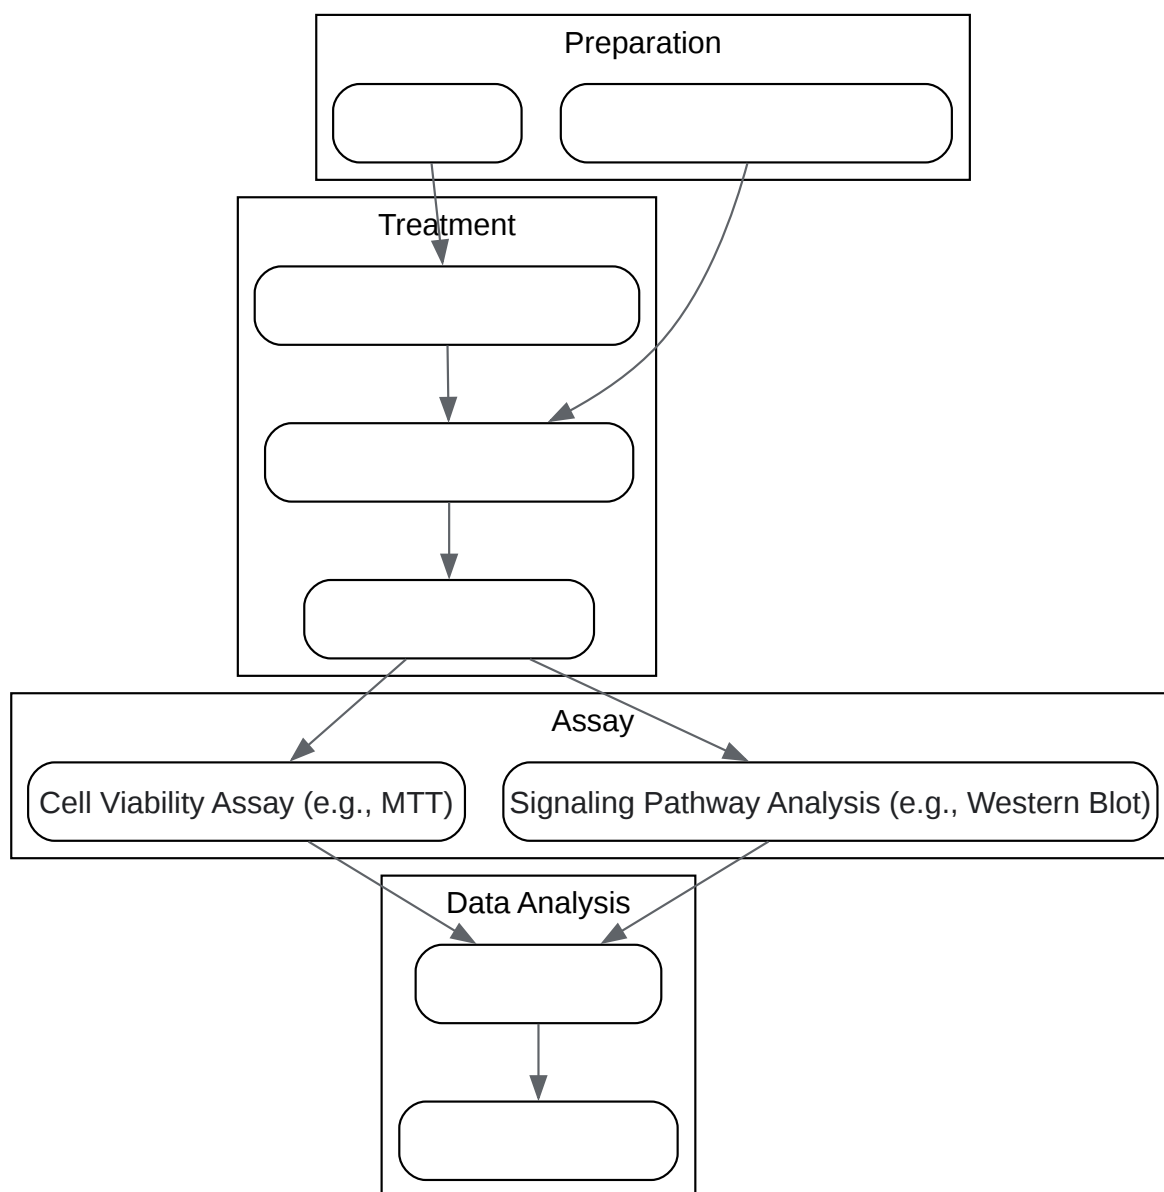 Preparation
Treatment
Assay
Cell Viability Assay (e.g., MTT)
Signaling Pathway Analysis (e.g., Western Blot)
Data Analysis